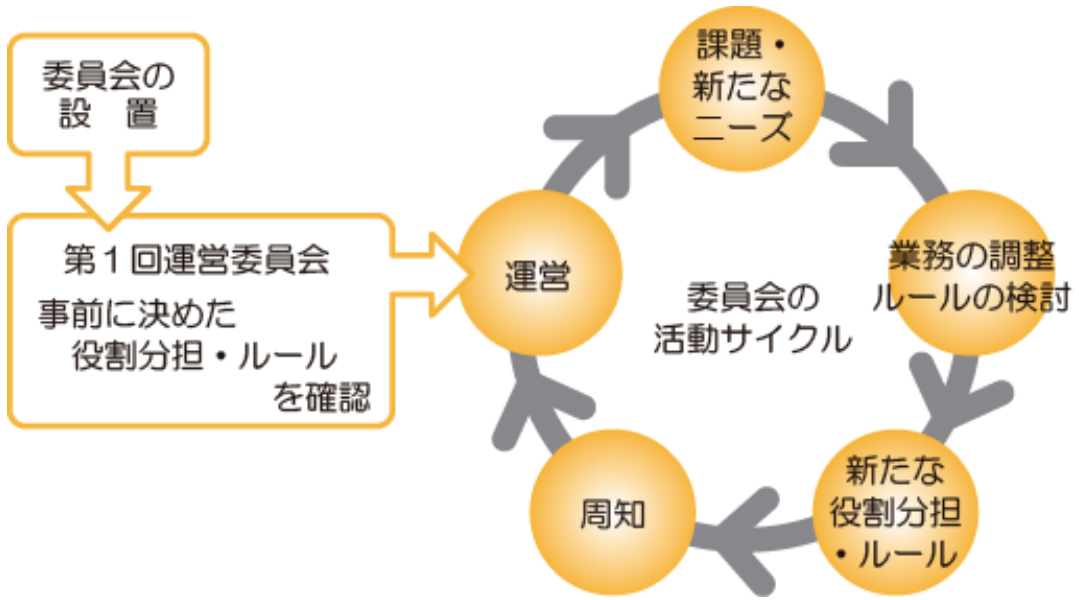 委員会の
設　置
第１回運営委員会
事前に決めた
役割分担・ルール
を確認
課題・
新たな
ニーズ
業務の調整
ルールの検討
新たな
役割分担
・ルール
周知
運営
委員会の
活動サイクル